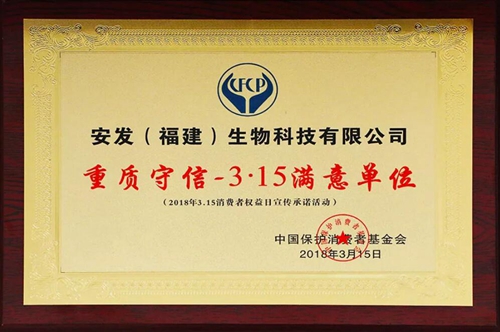 CFCP
安发（福建）生物科技有限公司
重质守信-3·15满意单位
（2018年3.15消费者权益日宣传承诺活动）
中国保护消费者基金会
2018年3月15日